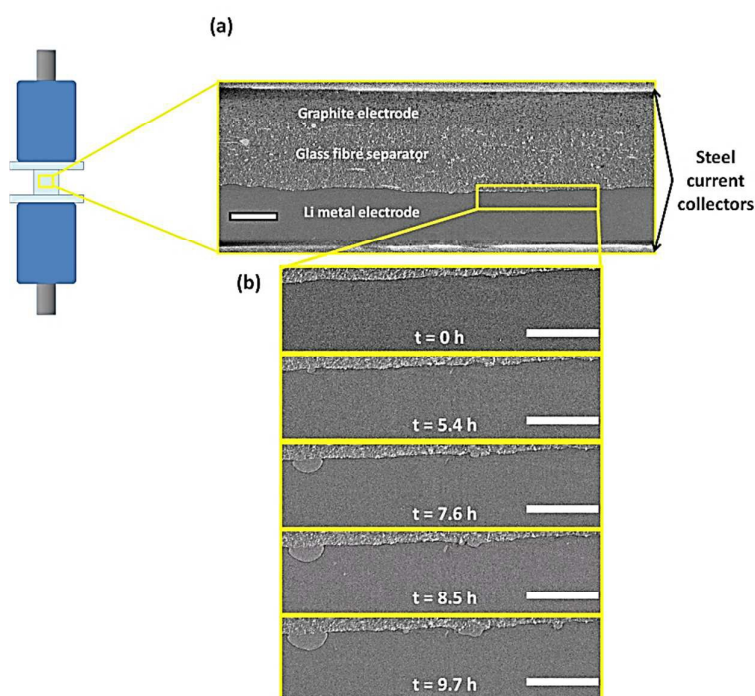 (a)
Graphite electrode
Glass fibre separator
Li metal electrode
Steel
current
collectors
(b)
t = 0 h
t = 5.4 h
t = 7.6 h
t = 8.5 h
t = 9.7 h